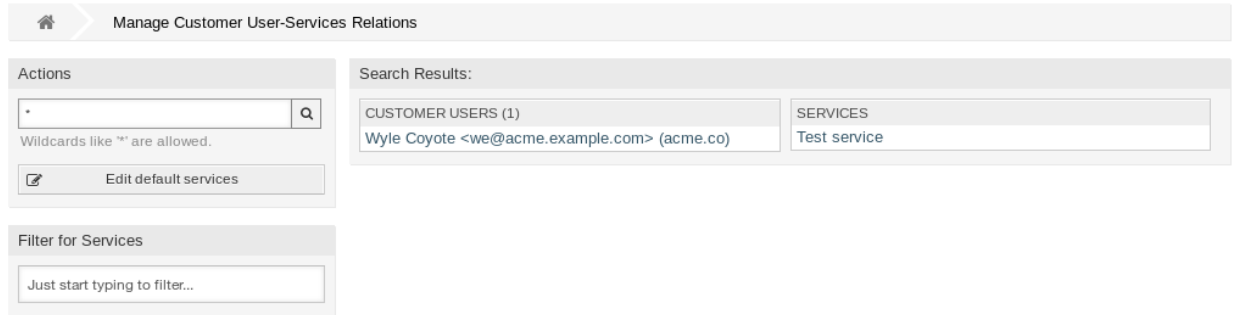 Manage Customer User-Services Relations
Actions
*
Wildcards like '*' are allowed.
Edit default services
Filter for Services
Just start typing to filter...
Search Results:
CUSTOMER USERS (1)
Wyle Coyote <we@acme.example.com> (acme.co)
SERVICES
Test service